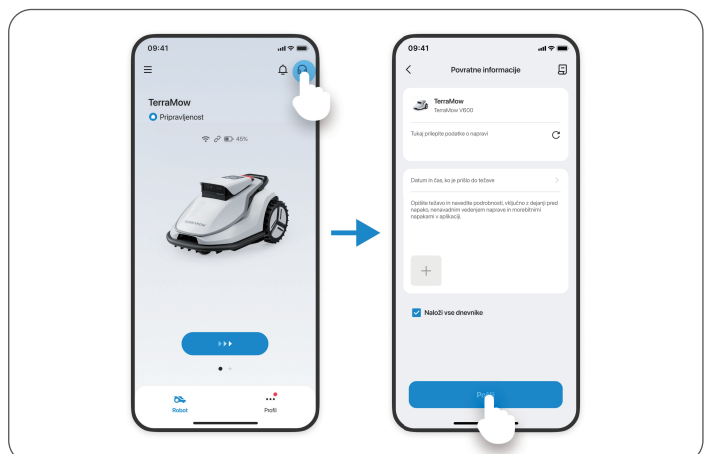 09:41
TerraMow
Pripravljenost
45%
Robot
Profil
09:41
Povratne informacije
TerraMow
TerraMow V600
Tukaj prilepite podatke o napravi
Datum in čas, ko je prišlo do težave
Opišite težavo in navedite podrobnosti, vključno z dejanji pred
napako, nenavadnim vedenjem naprave in morebitnimi
napakami v aplikaciji.
Naloži vse dnevnike